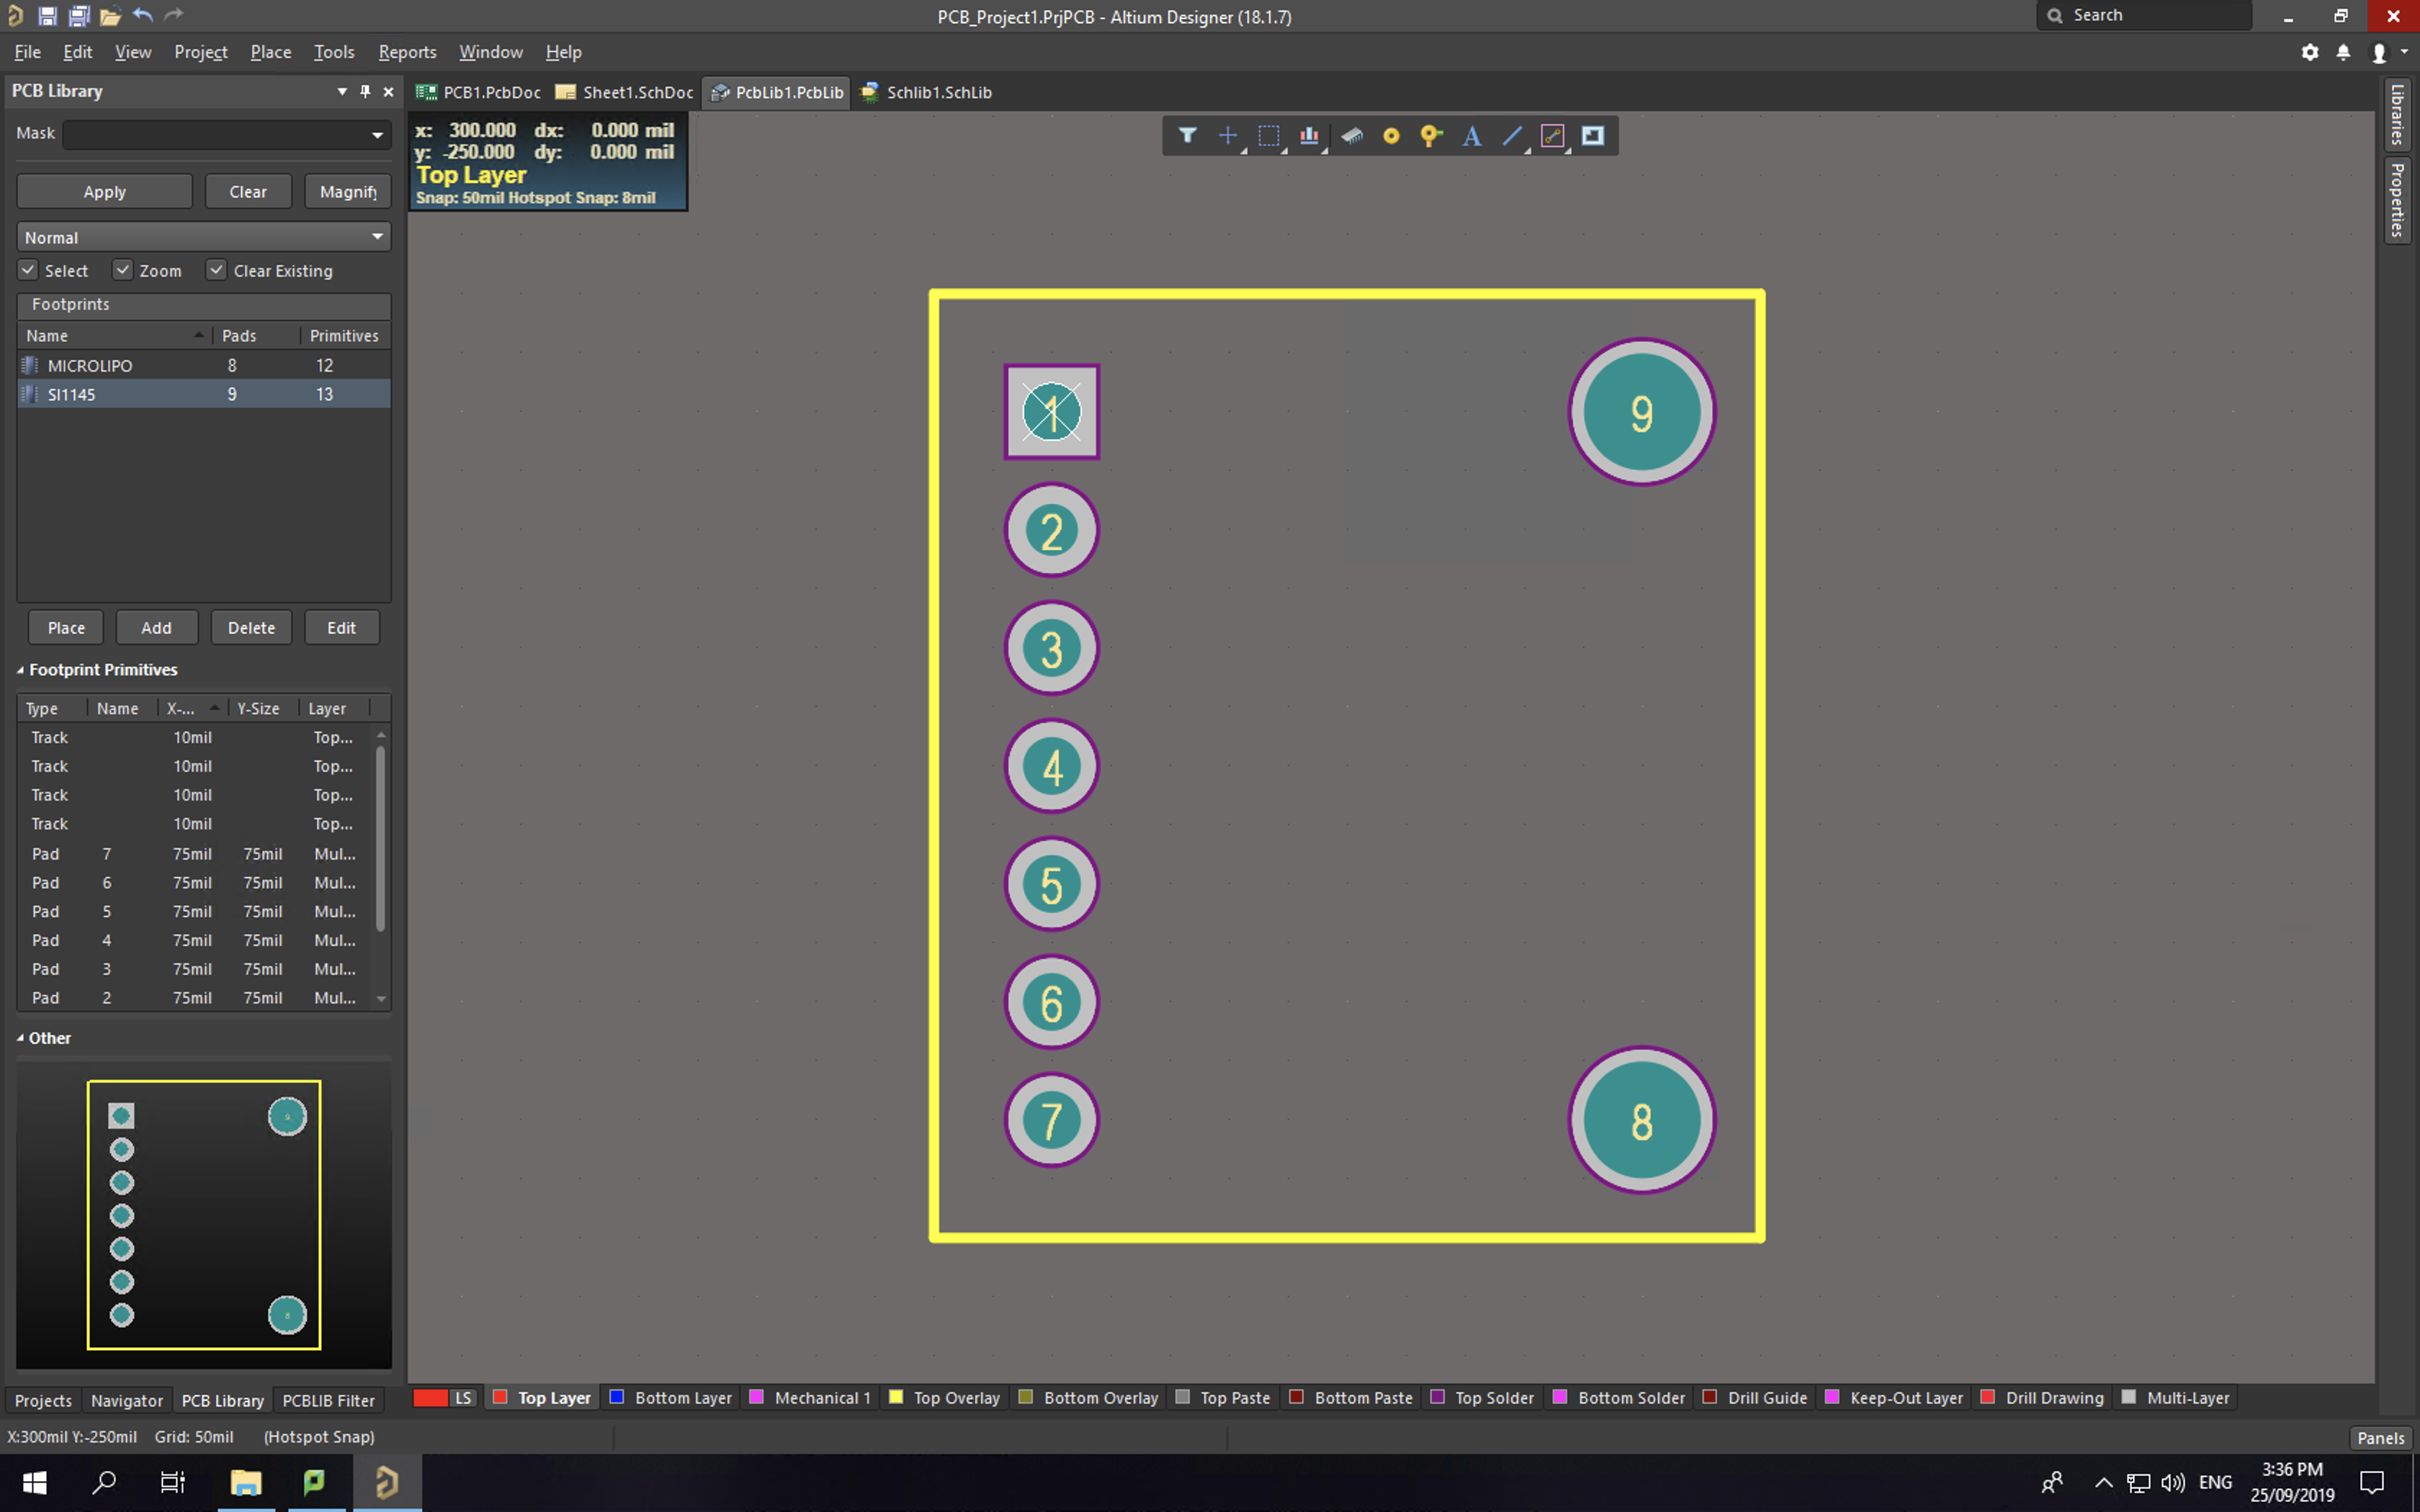 PCB_Project1.PrjPCB - Altium Designer (18.1.7)
Search
File Edit View Project Place Tools Reports Window Help
PCB Library
PCB1.PcbDoc Sheet1.SchDoc PcbLib1.PcbLib Schlib1.SchLib
Mask
x: 300.000 dx: 0.000 mil
y: -250.000 dy: 0.000 mil
Top Layer
Snap: 50mil Hotspot Snap: 8mil
Apply Clear Magnify
Normal
Select Zoom Clear Existing
Footprints
Name Pads Primitives
MICROLIPO 8 12
SI1145 9 13
Place Add Delete Edit
Footprint Primitives
Type Name X-... Y-Size Layer
Track 10mil Top...
Track 10mil Top...
Track 10mil Top...
Track 10mil Top...
Pad 7 75mil 75mil Mul...
Pad 6 75mil 75mil Mul...
Pad 5 75mil 75mil Mul...
Pad 4 75mil 75mil Mul...
Pad 3 75mil 75mil Mul...
Pad 2 75mil 75mil Mul...
Other
9
8
1
2
3
4
5
6
7
9
8
A
Libraries
Properties
Projects Navigator PCB Library PCBLIB Filter
LS Top Layer Bottom Layer Mechanical 1 Top Overlay Bottom Overlay Top Paste Bottom Paste Top Solder Bottom Solder Drill Guide Keep-Out Layer Drill Drawing Multi-Layer
X:300mil Y:-250mil Grid: 50mil (Hotspot Snap)
Panels
ENG
3:36 PM
25/09/2019